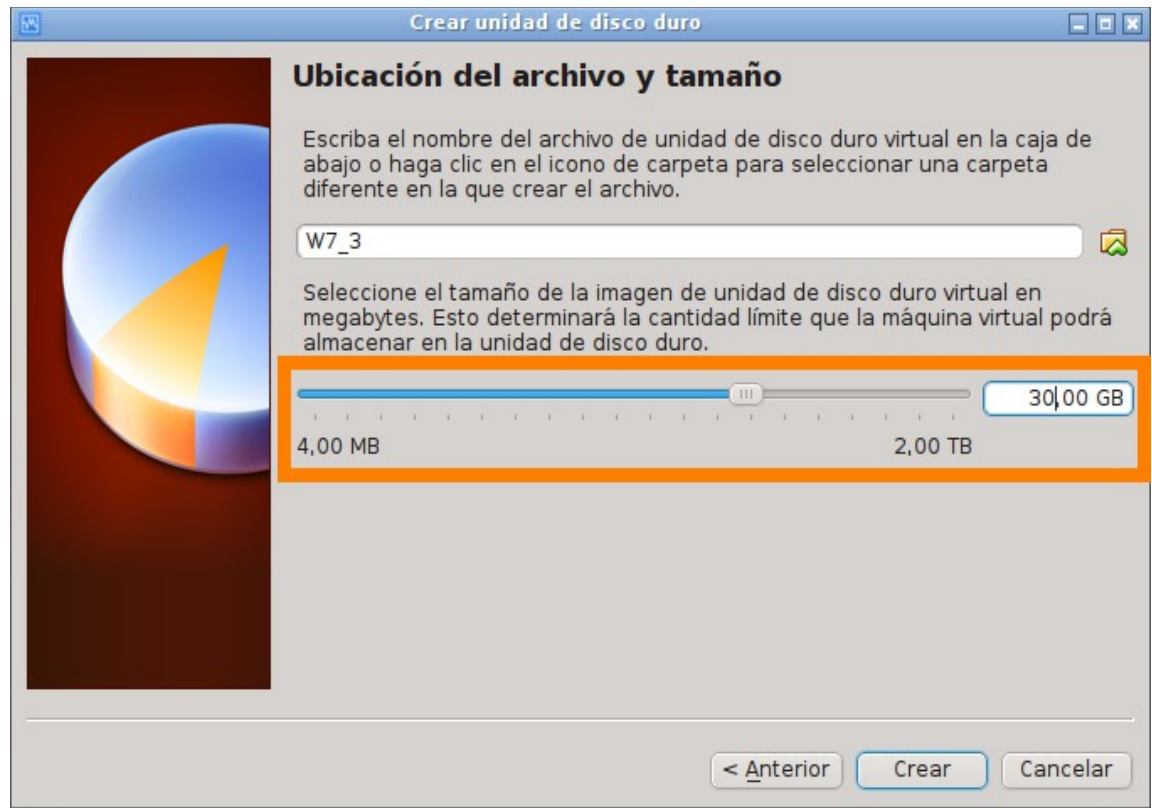 Crear unidad de disco duro
Ubicación del archivo y tamaño
Escriba el nombre del archivo de unidad de disco duro virtual en la caja de
abajo o haga clic en el icono de carpeta para seleccionar una carpeta
diferente en la que crear el archivo.
W7_3
Seleccione el tamaño de la imagen de unidad de disco duro virtual en
megabytes. Esto determinará la cantidad límite que la máquina virtual podrá
almacenar en la unidad de disco duro.
30,00 GB
4,00 MB 2,00 TB
< Anterior Crear Cancelar